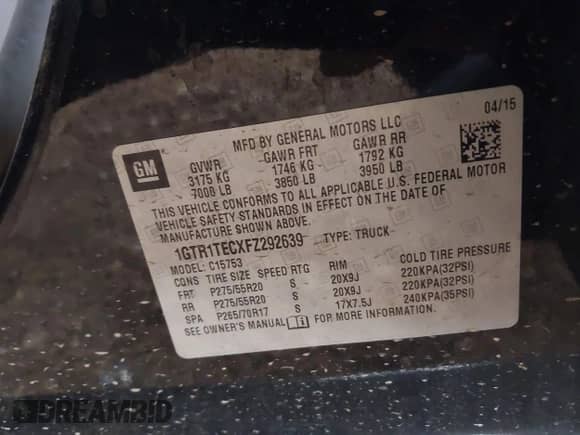 04/15
MFD BY GENERAL MOTORS LLC
GM
GVWR GAWR FRT GAWR RR
3175 KG 1746 KG 1792 KG
7000 LB 3850 LB 3950 LB
THIS VEHICLE CONFORMS TO ALL APPLICABLE U.S. FEDERAL MOTOR
VEHICLE SAFETY STANDARDS IN EFFECT ON THE DATE OF
MANUFACTURE SHOWN ABOVE.
1GTR1TECXFZ292639 TYPE: TRUCK
MODEL: C15753
CONS TIRE SIZE SPEED RTG RIM COLD TIRE PRESSURE
FRT P275/55R20 S 20X9J 220KPA(32PSI)
RR P275/55R20 S 20X9J 220KPA(32PSI)
SPA P265/70R17 S 17X7.5J 240KPA(35PSI)
SEE OWNER'S MANUAL FOR MORE INFORMATION
DREAMBID